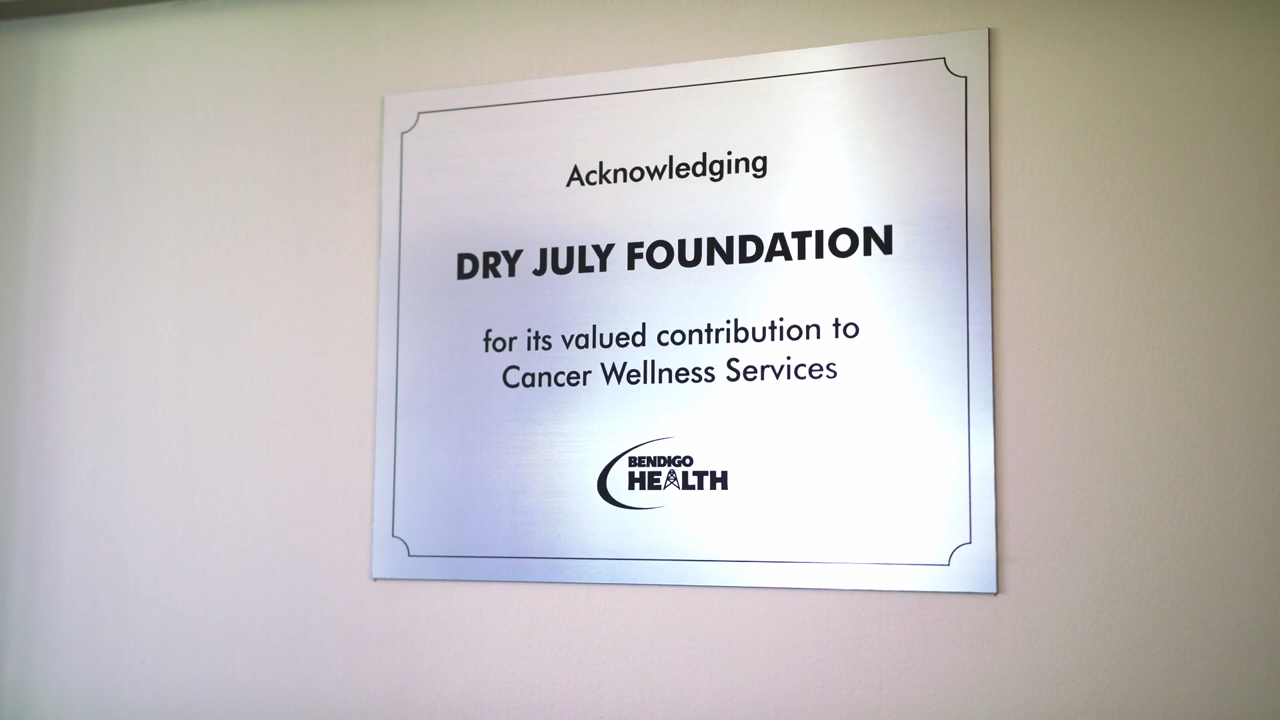 Acknowledging
DRY JULY FOUNDATION
for its valued contribution to
Cancer Wellness Services
BENDIGO
HEALTH